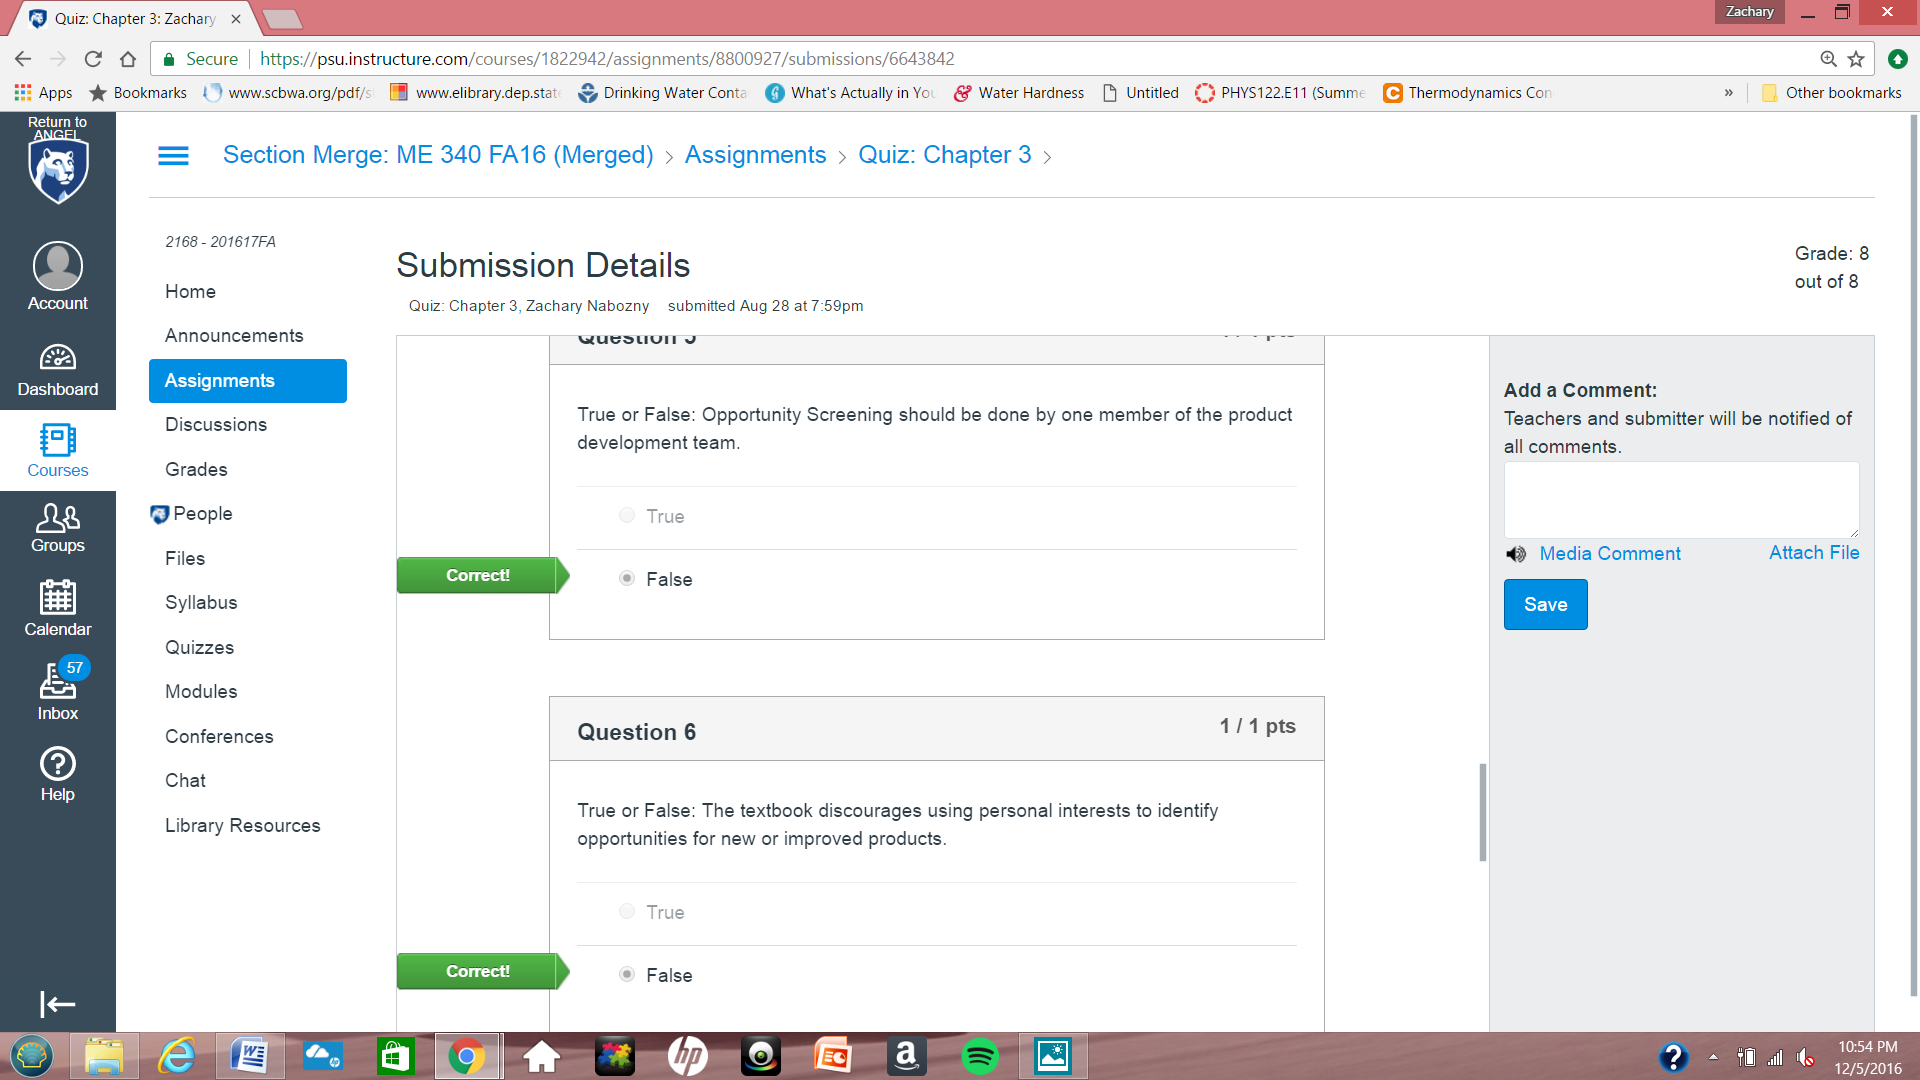 Quiz: Chapter 3: Zachary
Zachary
Secure https://psu.instructure.com/courses/1822942/assignments/8800927/submissions/6643842
Apps Bookmarks www.scbwa.org/pdf/s www.elibrary.dep.state Drinking Water Conta What's Actually in You Water Hardness Untitled PHYS122.E11 (Summe Thermodynamics Con » Other bookmarks
Return to
ANGEL
Account
Dashboard
Courses
Groups
Calendar
57
Inbox
Help
Section Merge: ME 340 FA16 (Merged) > Assignments > Quiz: Chapter 3 >
2168 - 201617FA
Home
Announcements
Assignments
Discussions
Grades
People
Files
Syllabus
Quizzes
Modules
Conferences
Chat
Library Resources
Submission Details
Quiz: Chapter 3, Zachary Nabozny submitted Aug 28 at 7:59pm
Grade: 8
out of 8
Question 5 1 / 1 pts
True or False: Opportunity Screening should be done by one member of the product
development team.
True
Correct! False
Question 6 1 / 1 pts
True or False: The textbook discourages using personal interests to identify
opportunities for new or improved products.
True
Correct! False
Add a Comment:
Teachers and submitter will be notified of
all comments.
Media Comment Attach File
Save
10:54 PM
12/5/2016